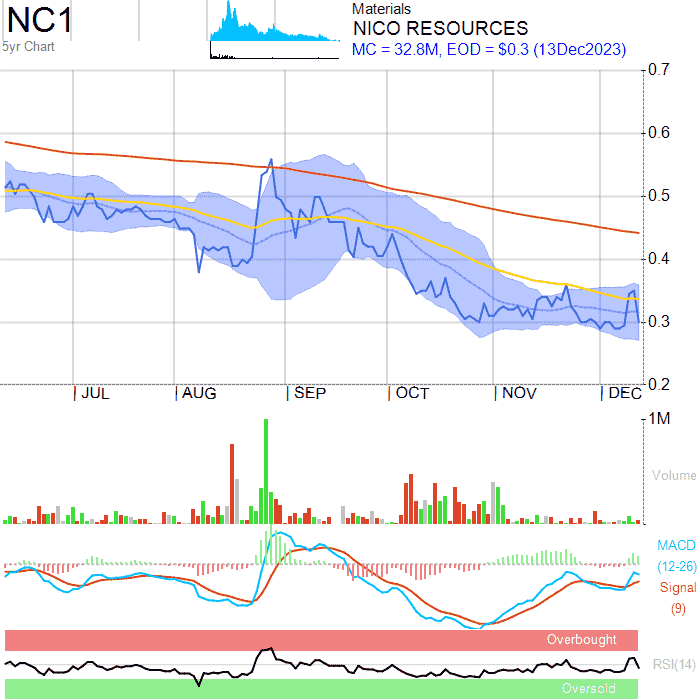 NC1
5yr Chart
Materials
NICO RESOURCES
MC = 32.8M, EOD = $0.3 (13Dec2023)
0.7
0.6
0.5
0.4
0.3
0.2
JUL
AUG
SEP
OCT
NOV
DEC
1M
Volume
MACD
(12-26)
Signal
(9)
Overbought
RSI(14)
Oversold